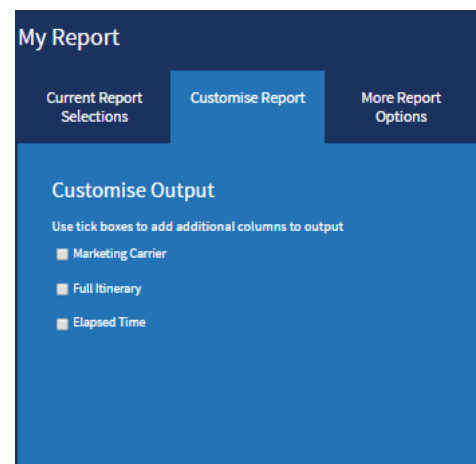 My Report
Current Report
Selections
Customise Report
More Report
Options
Customise Output
Use tick boxes to add additional columns to output
Marketing Carrier
Full Itinerary
Elapsed Time